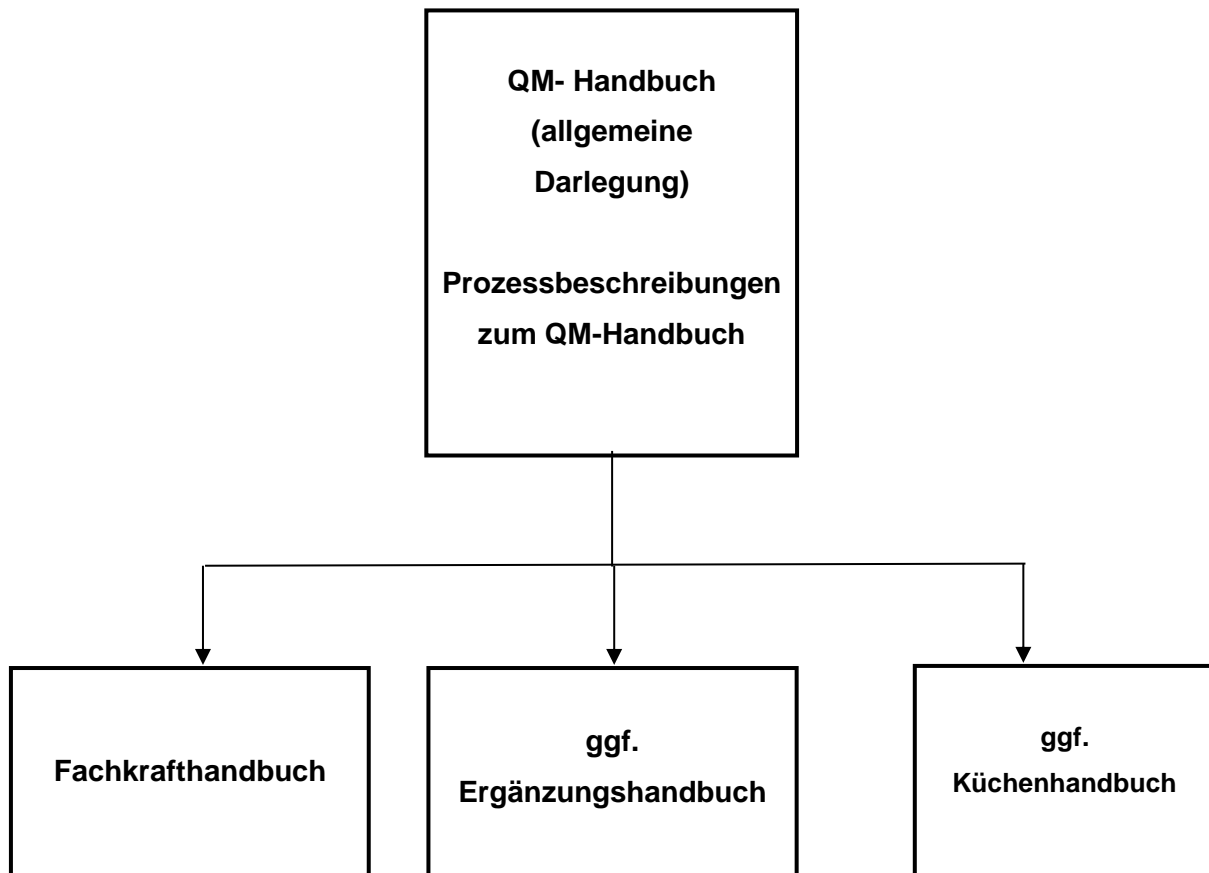 QM- Handbuch
(allgemeine
Darlegung)
Prozessbeschreibungen
zum QM-Handbuch
Fachkrafthandbuch
ggf.
Ergänzungshandbuch
ggf.
Küchenhandbuch